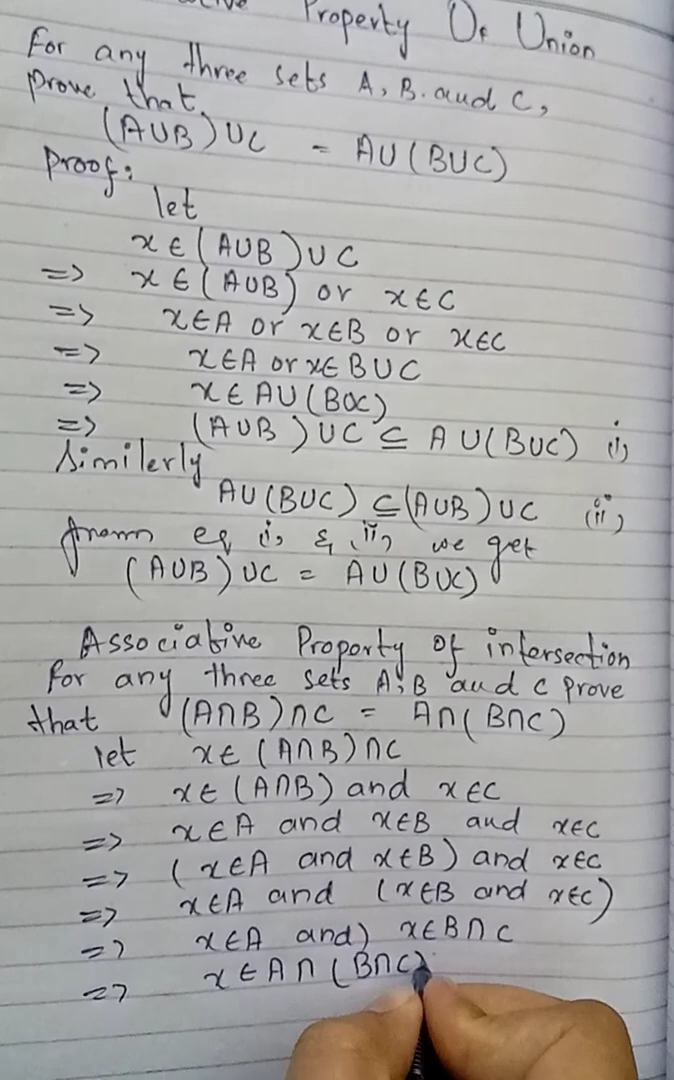 Property Of Union
for any three sets A, B. and C,
prove that
(A∪B)∪C = A∪(B∪C)
Proof:
let
x∈(A∪B)∪C
=> x∈(A∪B) or x∈C
=> x∈A or x∈B or x∈C
=> x∈A or x∈B∪C
=> x∈A∪(B∪C)
=> (A∪B)∪C ⊆ A∪(B∪C) i,
Similerly
A∪(B∪C) ⊆ (A∪B)∪C (ii,
from eq i, & ii, we get
(A∪B)∪C = A∪(B∪C)
Associative Proporty of intersection
for any three sets A,B and C prove
that (A∩B)∩C = A∩(B∩C)
let x∈(A∩B)∩C
=> x∈(A∩B) and x∈C
=> x∈A and x∈B and x∈C
=> (x∈A and x∈B) and x∈C
=> x∈A and (x∈B and x∈C)
=> x∈A and) x∈B∩C
=> x∈A∩(B∩C)